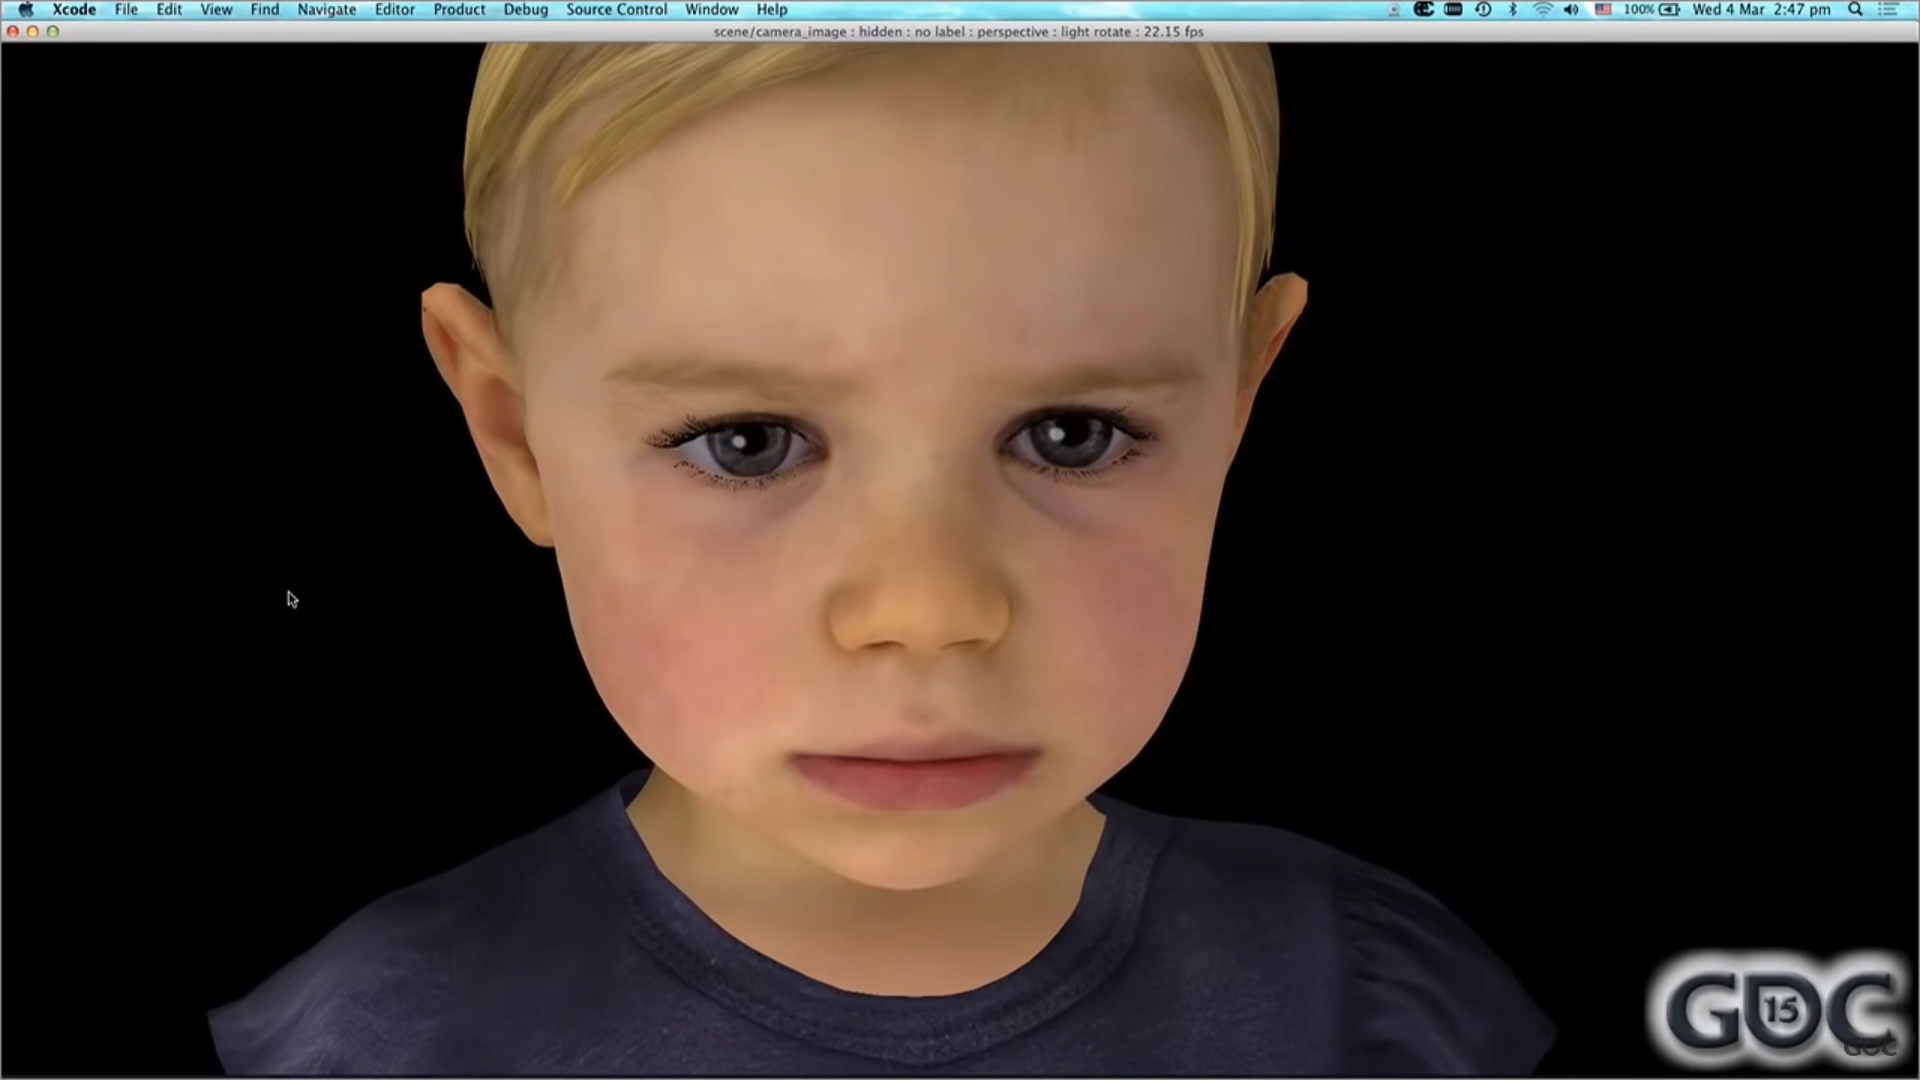 Xcode File Edit View Find Navigate Editor Product Debug Source Control Window Help 100% Wed 4 Mar 2:47 pm
scene/camera_image : hidden : no label : perspective : light rotate : 22.15 fps
GDC 15
GDC